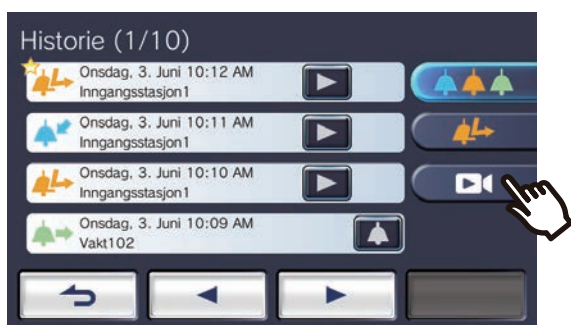 Historie (1/10)
Onsdag, 3. Juni 10:12 AM
Inngangsstasjon1
Onsdag, 3. Juni 10:11 AM
Inngangsstasjon1
Onsdag, 3. Juni 10:10 AM
Inngangsstasjon1
Onsdag, 3. Juni 10:09 AM
Vakt102